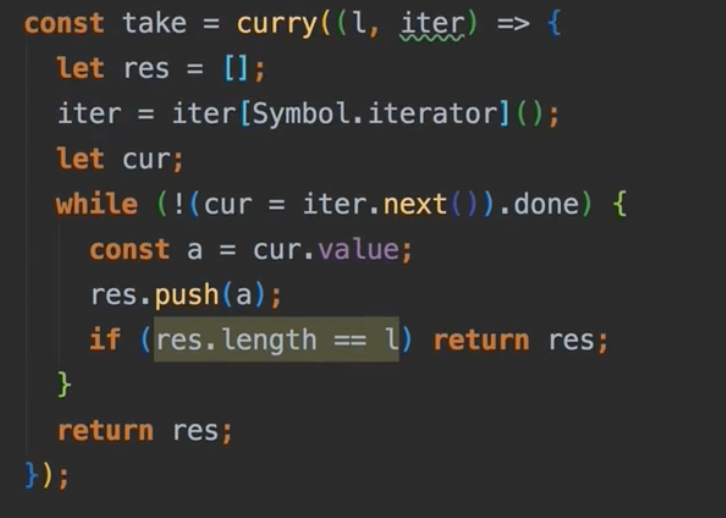 const take = curry((l, iter) => {
  let res = [];
  iter = iter[Symbol.iterator]();
  let cur;
  while (!(cur = iter.next()).done) {
    const a = cur.value;
    res.push(a);
    if (res.length == l) return res;
  }
  return res;
});